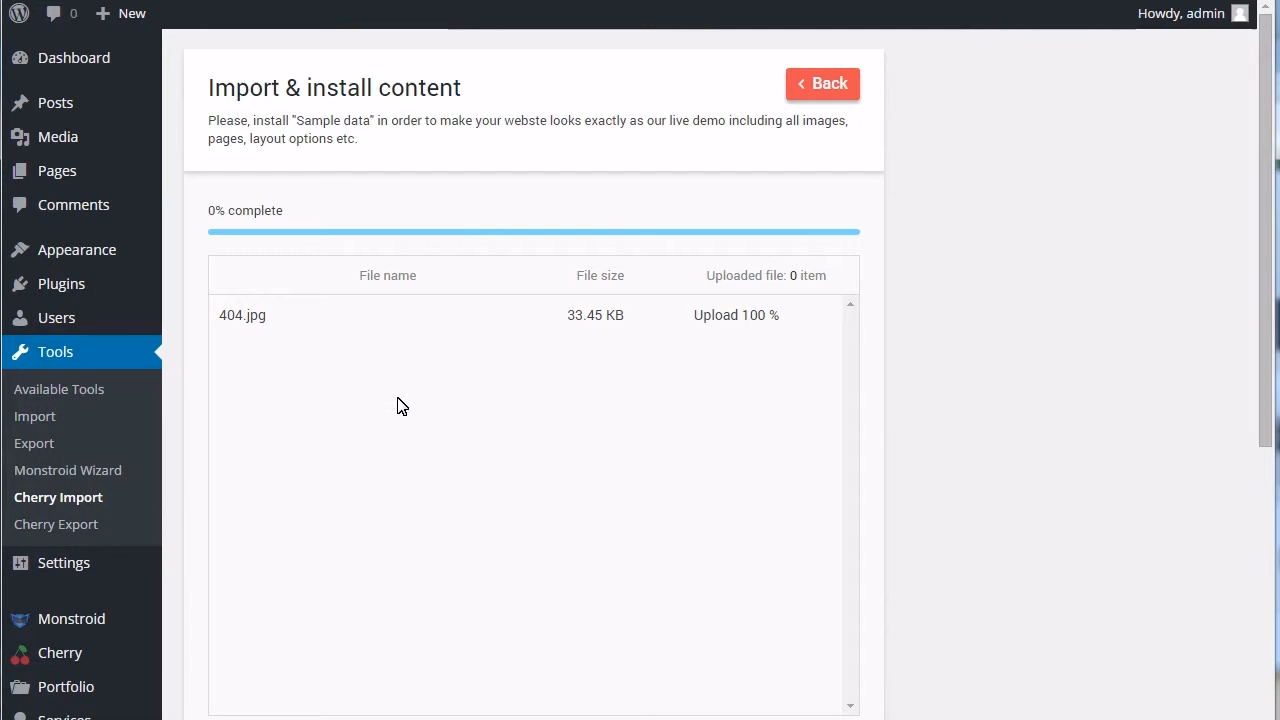 0 New Howdy, admin
Dashboard
Posts
Media
Pages
Comments
Appearance
Plugins
Users
Tools
Available Tools
Import
Export
Monstroid Wizard
Cherry Import
Cherry Export
Settings
Monstroid
Cherry
Portfolio
Services
Import & install content
Back
Please, install "Sample data" in order to make your webste looks exactly as our live demo including all images,
pages, layout options etc.
0% complete
File name File size Uploaded file: 0 item
404.jpg 33.45 KB Upload 100 %